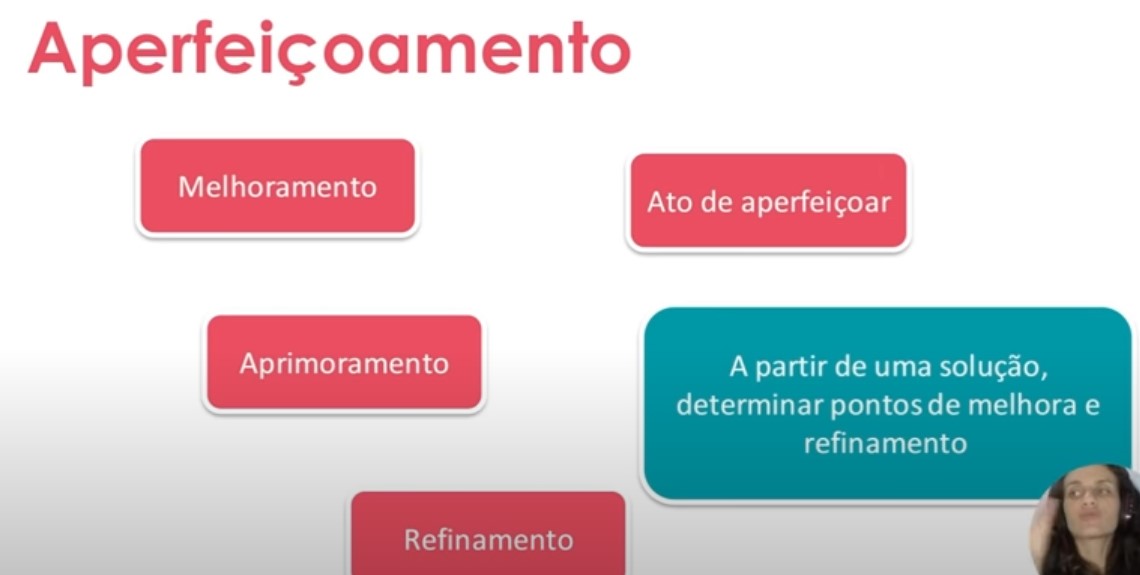 Aperfeiçoamento
Melhoramento
Ato de aperfeiçoar
Aprimoramento
A partir de uma solução,
determinar pontos de melhora e
refinamento
Refinamento